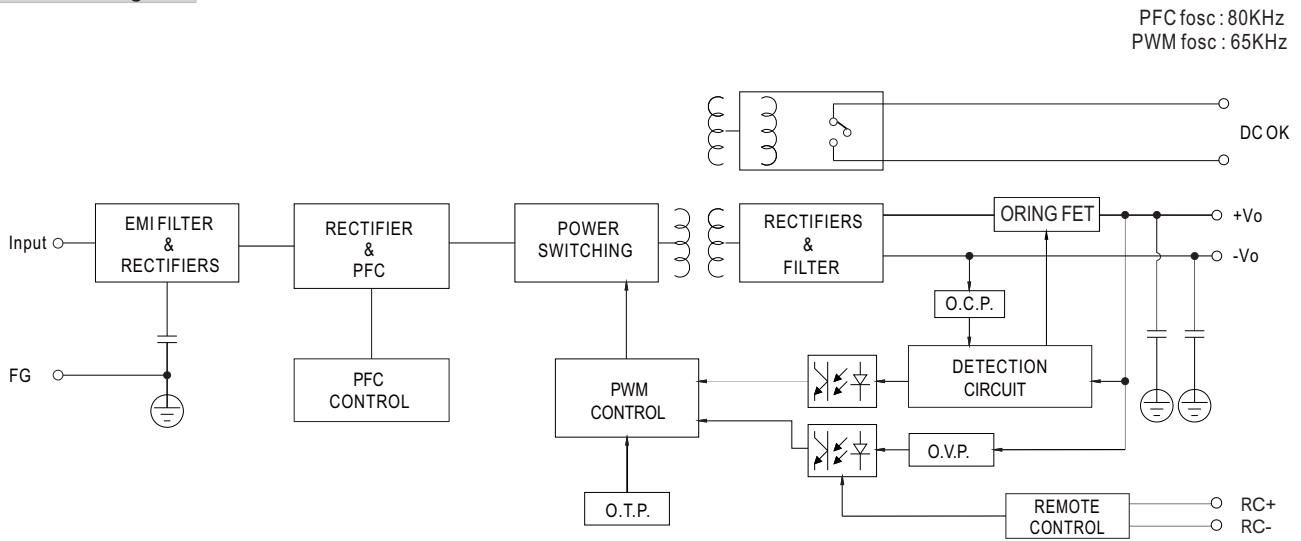 PFC fosc : 80KHz
PWM fosc : 65KHz
DC OK
EMI FILTER
&
RECTIFIERS
RECTIFIER
&
PFC
POWER
SWITCHING
RECTIFIERS
&
FILTER
ORING FET
+Vo
-Vo
Input
O.C.P.
FG
PFC
CONTROL
PWM
CONTROL
DETECTION
CIRCUIT
O.V.P.
O.T.P.
REMOTE
CONTROL
RC+
RC-